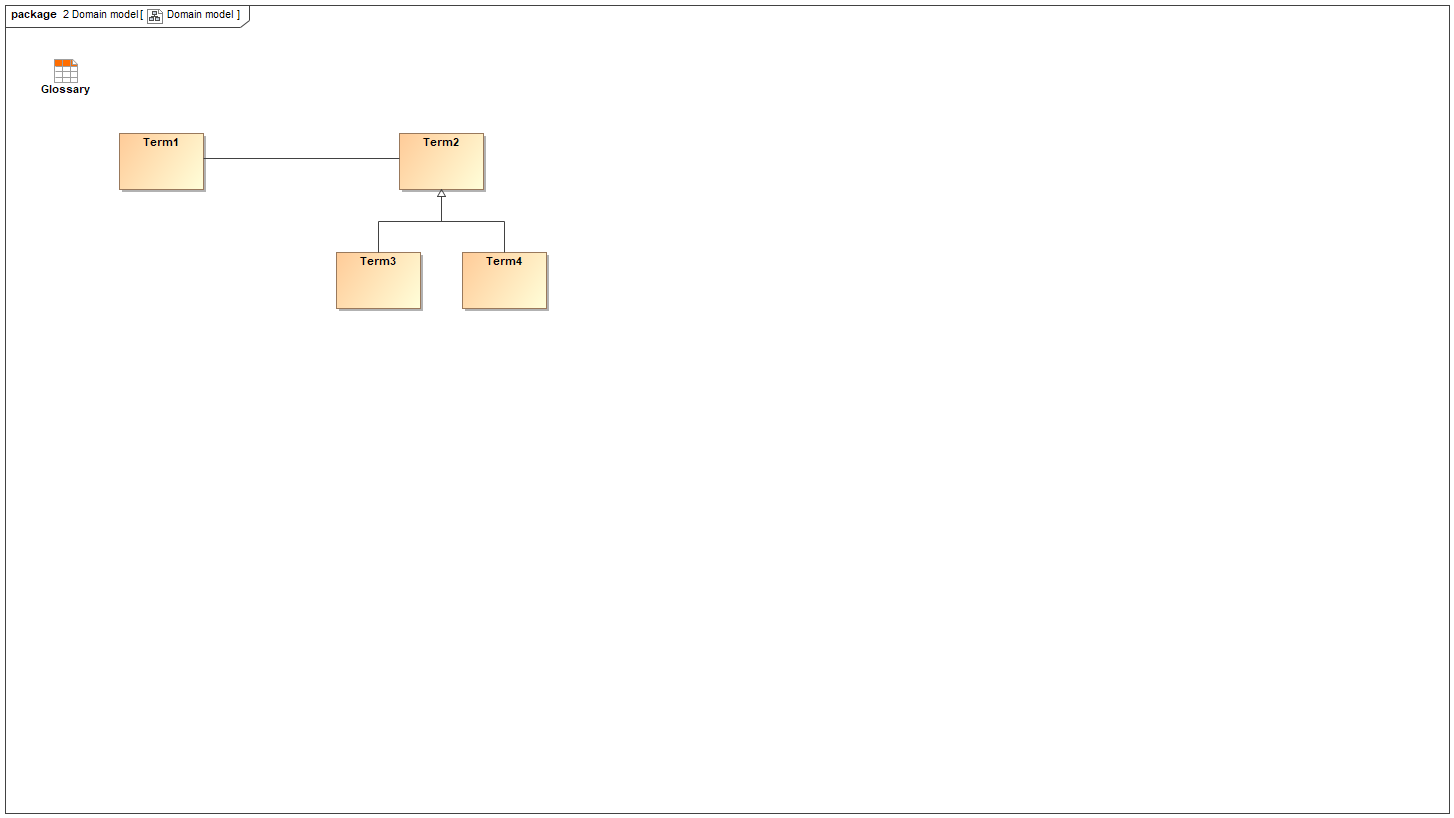 package 2 Domain model[ Domain model ]
Glossary
Term1
Term2
Term3
Term4